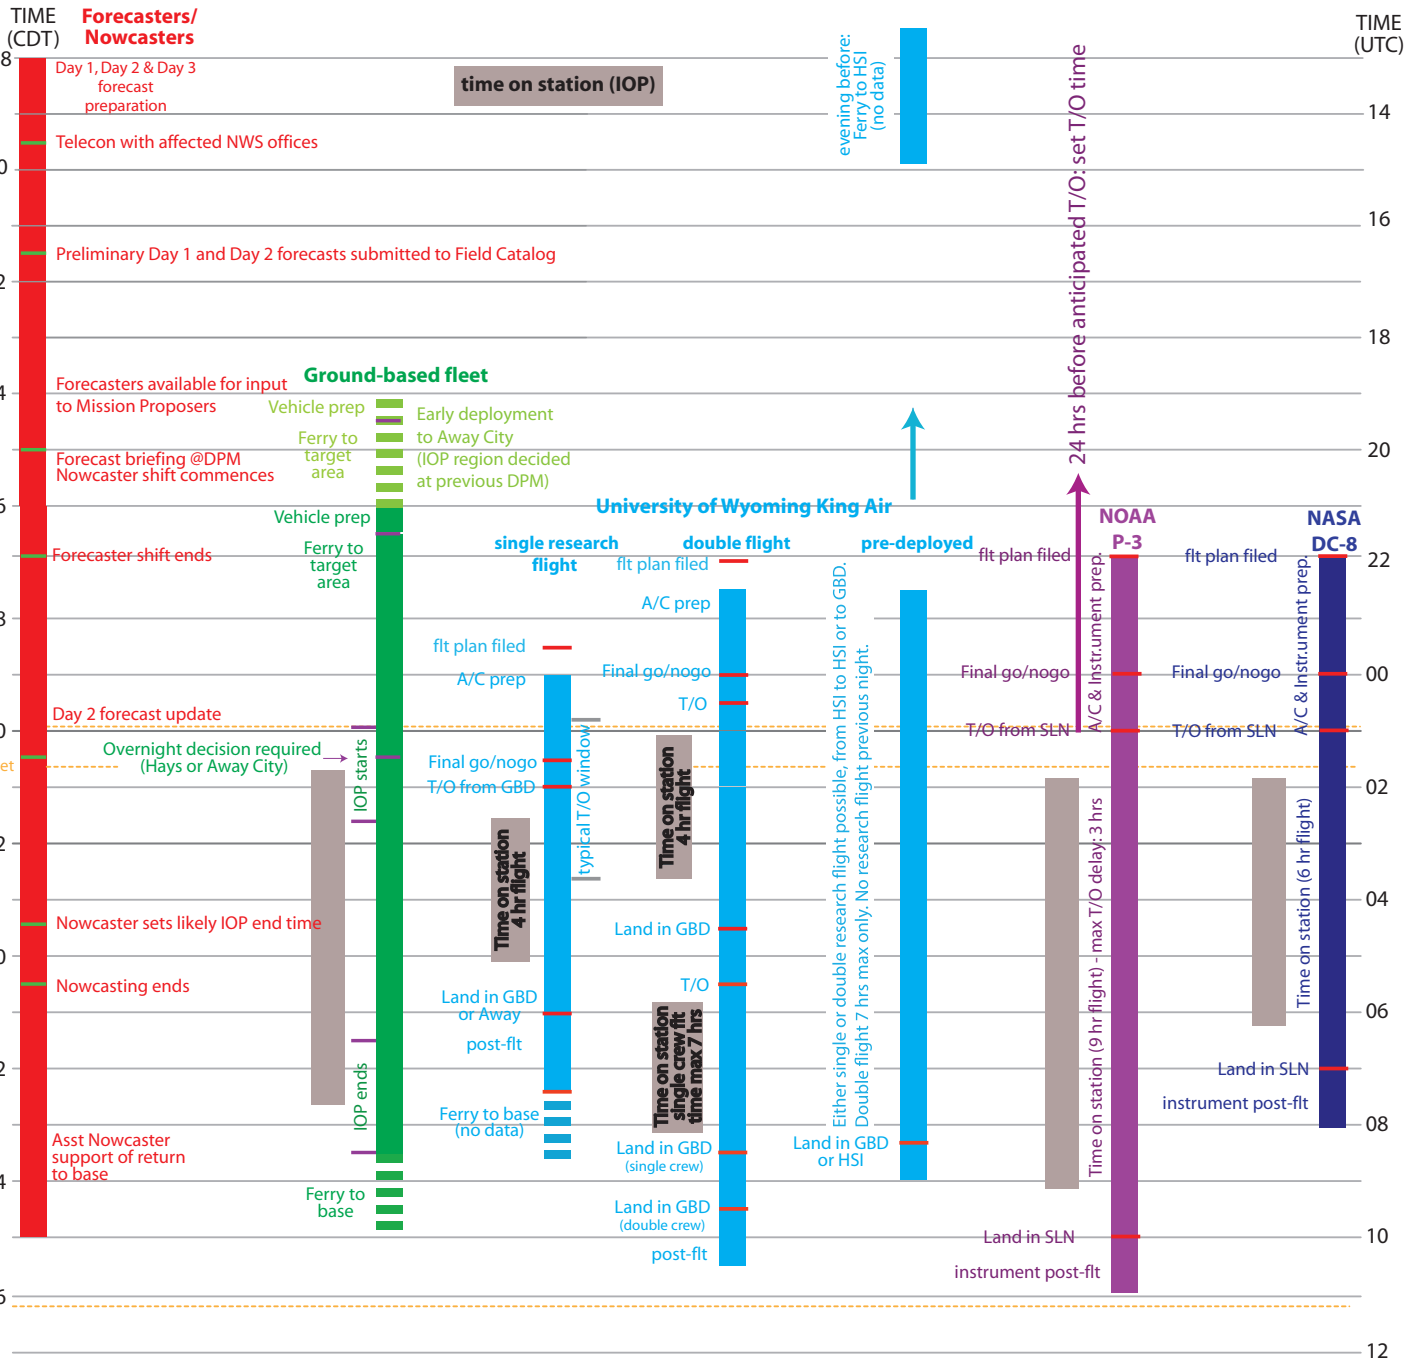 TIME
(CDT)
Forecasters/
Nowcasters
TIME
(UTC)
8
0
2
4
6
8
0
2
0
2
4
6
14
16
18
20
22
00
02
04
06
08
10
12
Day 1, Day 2 & Day 3
forecast
preparation
Telecon with affected NWS offices
Preliminary Day 1 and Day 2 forecasts submitted to Field Catalog
Forecasters available for input
to Mission Proposers
Forecast briefing @DPM
Nowcaster shift commences
Forecaster shift ends
Day 2 forecast update
et
Nowcaster sets likely IOP end time
Nowcasting ends
Asst Nowcaster
support of return
to base
time on station (IOP)
Ground-based fleet
Vehicle prep
Ferry to
target
area
Early deployment
to Away City
(IOP region decided
at previous DPM)
Vehicle prep
Ferry to
target
area
Overnight decision required
(Hays or Away City)
IOP starts
IOP ends
Ferry to
base
University of Wyoming King Air
single research
flight
flt plan filed
A/C prep
Final go/nogo
T/O from GBD
typical T/O window
Time on station
4 hr flight
Land in GBD
or Away
post-flt
Ferry to base
(no data)
double flight
flt plan filed
A/C prep
Final go/nogo
T/O
Time on station
4 hr flight
Land in GBD
T/O
Time on station
single crew flt
time max 7 hrs
Land in GBD
(single crew)
Land in GBD
(double crew)
post-flt
evening before:
Ferry to HSI
(no data)
pre-deployed
Either single or double research flight possible, from HSI to HSI or to GBD.
Double flight 7 hrs max only. No research flight previous night.
Land in GBD
or HSI
24 hrs before anticipated T/O: set T/O time
NOAA
P-3
flt plan filed
A/C & Instr.ument prep.
Final go/nogo
T/O from SLN
Time on station (9 hr flight) - max T/O delay: 3 hrs
Land in SLN
instrument post-flt
NASA
DC-8
flt plan filed
A/C & Instr.ument prep.
Final go/nogo
T/O from SLN
Time on station (6 hr flight)
Land in SLN
instrument post-flt